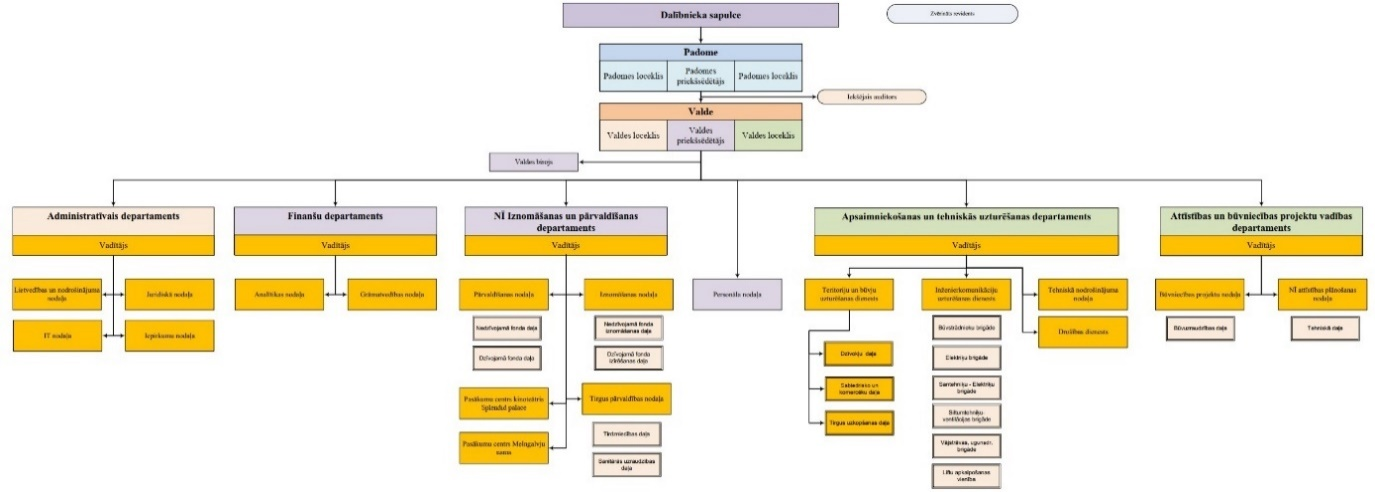 Dalībnieka sapulce
Zvērināts revidents
Padome
Padomes loceklis
Padomes
priekšsēdētājs
Padomes loceklis
Iekšējais auditors
Valde
Valdes loceklis
Valdes
priekšsēdētājs
Valdes loceklis
Valdes birojs
Administratīvais departaments
Vadītājs
Finanšu departaments
Vadītājs
NĪ Iznomāšanas un pārvaldīšanas
departaments
Vadītājs
Apsaimniekošanas un tehniskās uzturēšanas departaments
Vadītājs
Attīstības un būvniecības projektu vadības
departaments
Vadītājs
Lietvedības un nodrošinājuma
nodaļa
Juridiskā nodaļa
IT nodaļa
Iepirkumu nodaļa
Analītikas nodaļa
Grāmatvedības nodaļa
Pārvaldīšanas nodaļa
Iznomāšanas nodaļa
Nedzīvojamā fonda daļa
Nedzīvojamā fonda
iznomāšanas daļa
Dzīvojamā fonda daļa
Dzīvojamā fonda
izīrēšanas daļa
Pasākumu centrs kinoteātris
Splendid palace
Tirgus pārvaldības nodaļa
Pasākumu centrs Melngalvju
nams
Tirdzniecības daļa
Sanitārās uzraudzības
daļa
Personāla nodaļa
Teritoriju un būvju
uzturēšanas dienests
Inženierkomunikāciju
uzturēšanas dienests
Tehniskā nodrošinājuma
nodaļa
Drošības dienests
Dzīvokļu daļa
Sabiedrisko un
komerciālo daļa
Tirgus uzkopšanas daļa
Būvstrādnieku brigāde
Elektriķu brigāde
Santehniķu - Elektriķu
brigāde
Siltumtehniķu -
ventilācijas brigāde
Vājstrāvas, ugunsdr.
brigāde
Liftu apkalpošanas
vienība
Būvniecības projektu nodaļa
NĪ attīstības plānošanas
nodaļa
Būvuzraudzības daļa
Tehniskā daļa